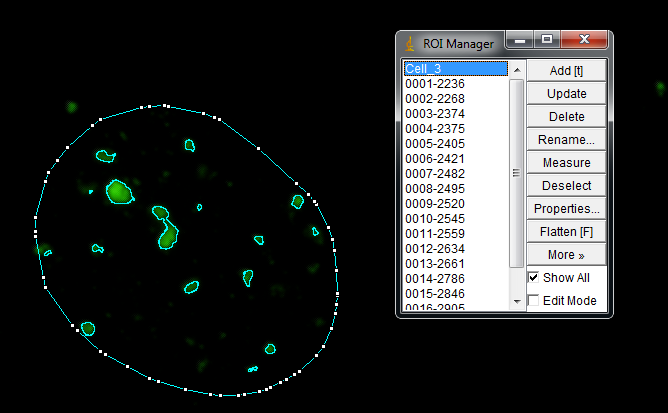 ROI Manager
Cell_3
0001-2236
0002-2268
0003-2374
0004-2375
0005-2405
0006-2421
0007-2482
0008-2495
0009-2520
0010-2545
0011-2559
0012-2634
0013-2661
0014-2786
0015-2846
0016-2905
Add [t]
Update
Delete
Rename...
Measure
Deselect
Properties...
Flatten [F]
More »
Show All
Edit Mode